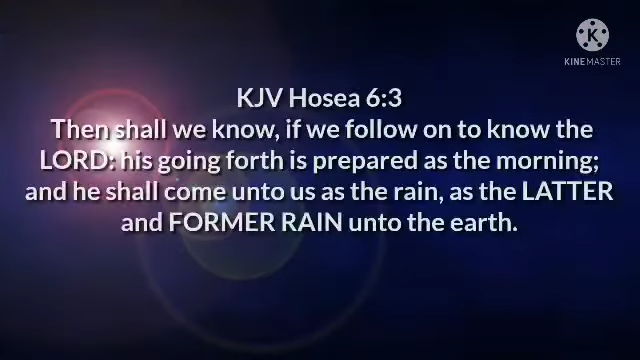 K
KINEMASTER
KJV Hosea 6:3
Then shall we know, if we follow on to know the
LORD: his going forth is prepared as the morning;
and he shall come unto us as the rain, as the LATTER
and FORMER RAIN unto the earth.